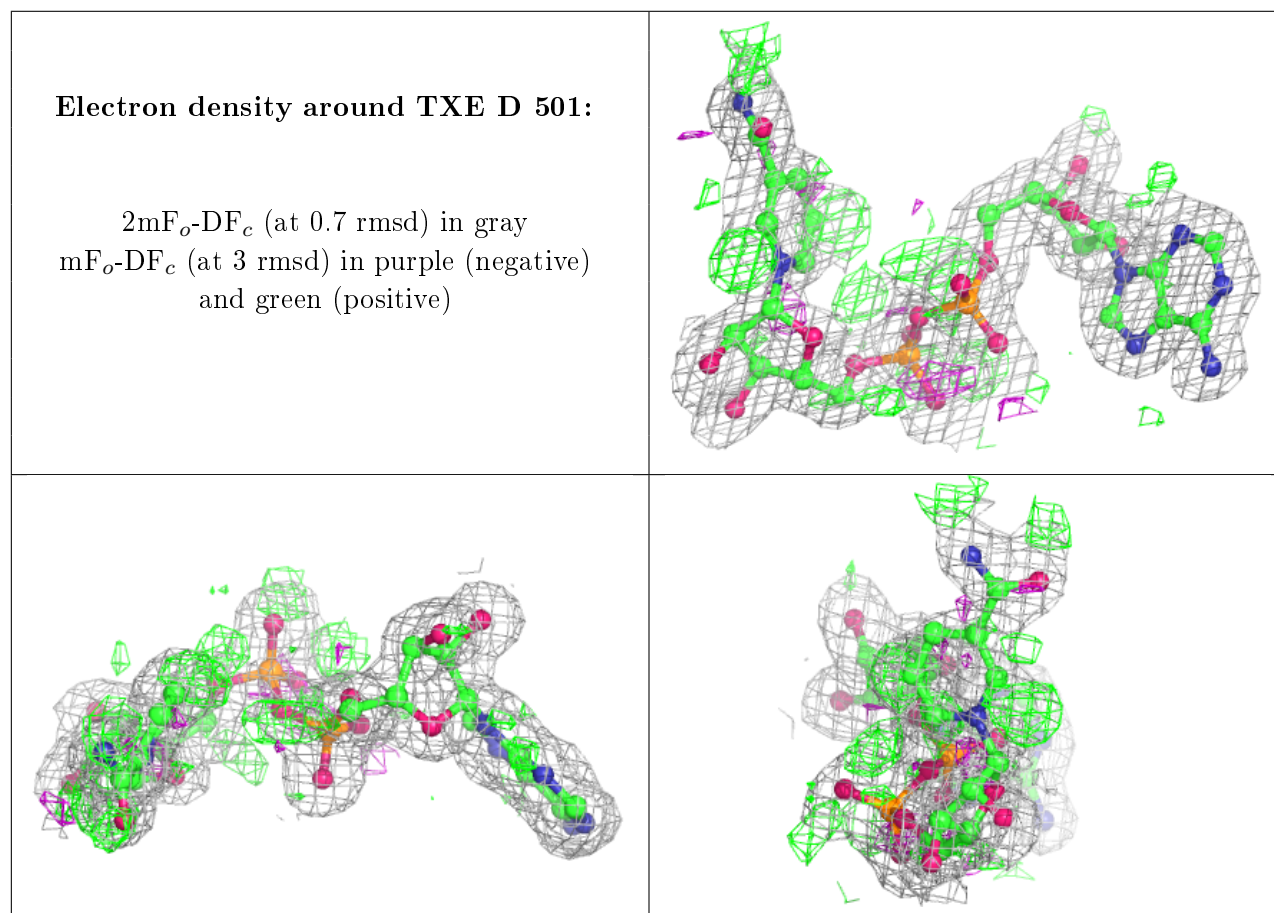 Electron density around TXE D 501:
2mFₒ-DF𝒸 (at 0.7 rmsd) in gray
mFₒ-DF𝒸 (at 3 rmsd) in purple (negative)
and green (positive)